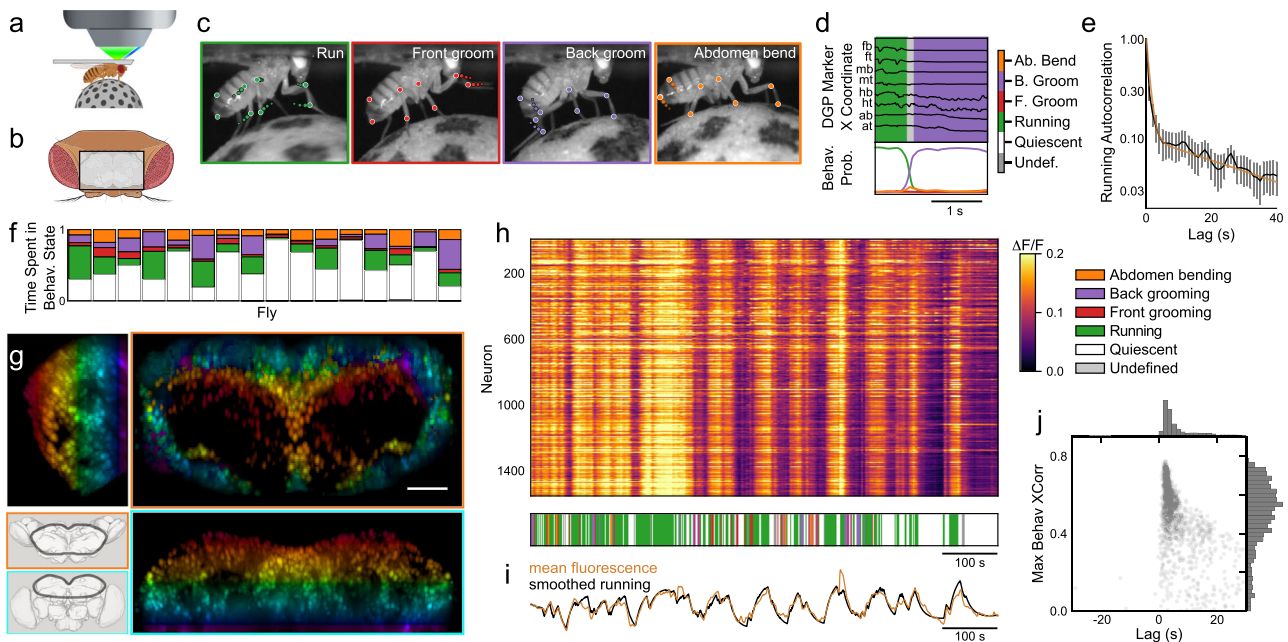 a
b
c
Run
Front groom
Back groom
Abdomen bend
d
DGP Marker
X Coordinate
fb
ft
mb
mt
hb
ht
ab
at
Behav.
Prob.
1 s
Ab. Bend
B. Groom
F. Groom
Running
Quiescent
Undef.
e
Running Autocorrelation
1.00
0.30
0.10
0.03
0
20
40
Lag (s)
f
Time Spent in
Behav. State
1
0
Fly
g
h
Neuron
200
600
1000
1400
ΔF/F
0.2
0.1
0.0
100 s
Abdomen bending
Back grooming
Front grooming
Running
Quiescent
Undefined
i
mean fluorescence
smoothed running
100 s
j
Max Behav XCorr
0.8
0.4
0.0
-20
0
20
Lag (s)